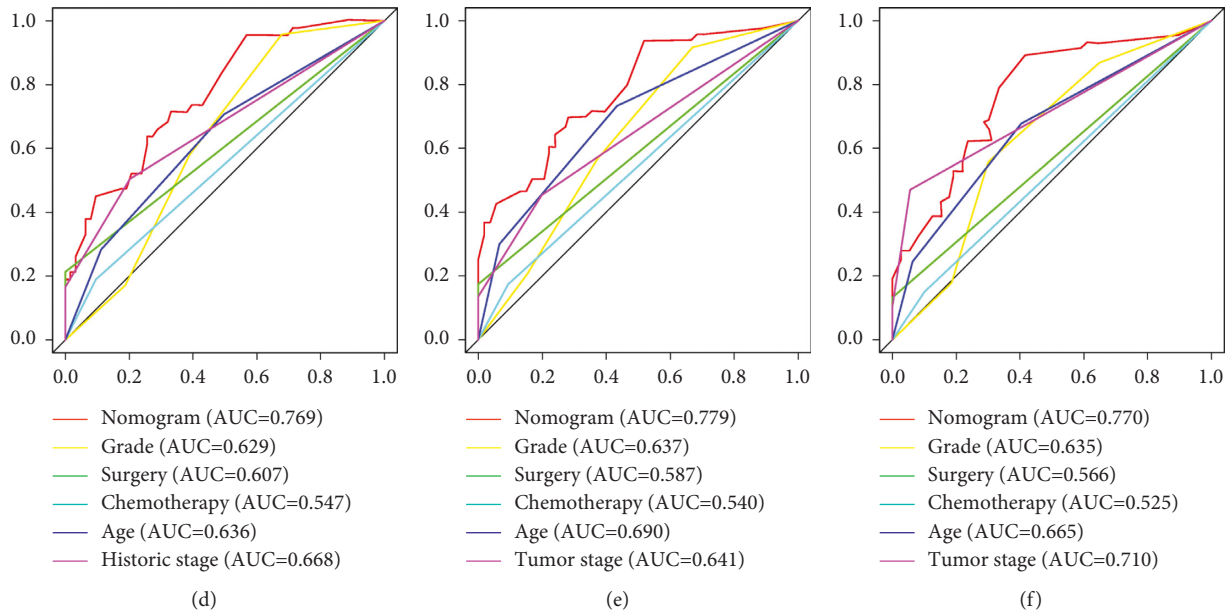 1.0
0.8
0.6
0.4
0.2
0.0
0.0 0.2 0.4 0.6 0.8 1.0
Nomogram (AUC=0.769)
Grade (AUC=0.629)
Surgery (AUC=0.607)
Chemotherapy (AUC=0.547)
Age (AUC=0.636)
Historic stage (AUC=0.668)
(d)
1.0
0.8
0.6
0.4
0.2
0.0
0.0 0.2 0.4 0.6 0.8 1.0
Nomogram (AUC=0.779)
Grade (AUC=0.637)
Surgery (AUC=0.587)
Chemotherapy (AUC=0.540)
Age (AUC=0.690)
Tumor stage (AUC=0.641)
(e)
1.0
0.8
0.6
0.4
0.2
0.0
0.0 0.2 0.4 0.6 0.8 1.0
Nomogram (AUC=0.770)
Grade (AUC=0.635)
Surgery (AUC=0.566)
Chemotherapy (AUC=0.525)
Age (AUC=0.665)
Tumor stage (AUC=0.710)
(f)